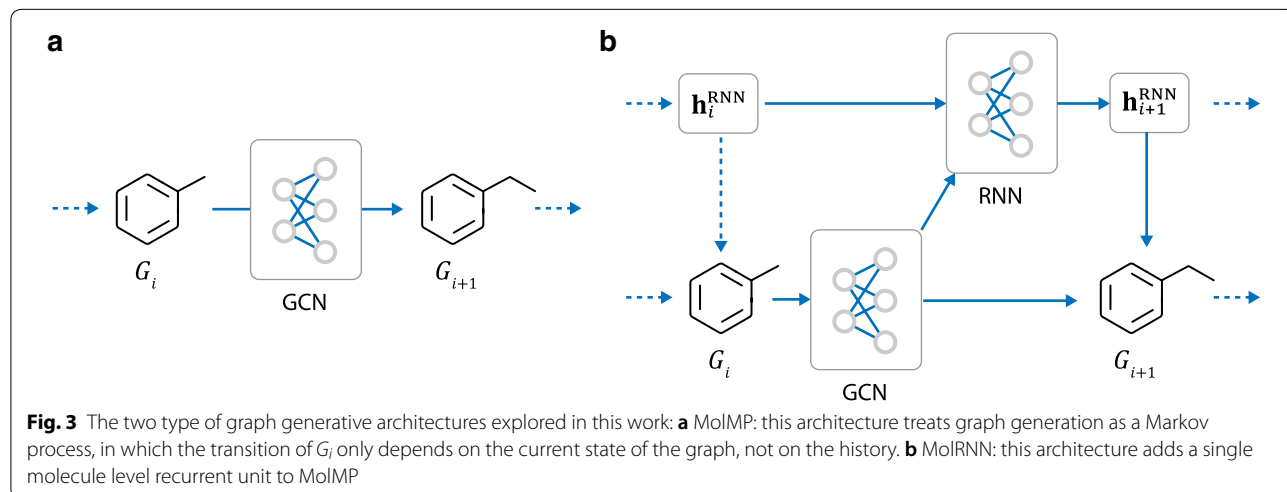 a
G_i
GCN
G_{i+1}
b
h_i^{RNN}
RNN
h_{i+1}^{RNN}
G_i
GCN
G_{i+1}
Fig. 3 The two type of graph generative architectures explored in this work: a MolMP: this architecture treats graph generation as a Markov
process, in which the transition of G_i only depends on the current state of the graph, not on the history. b MolRNN: this architecture adds a single
molecule level recurrent unit to MolMP